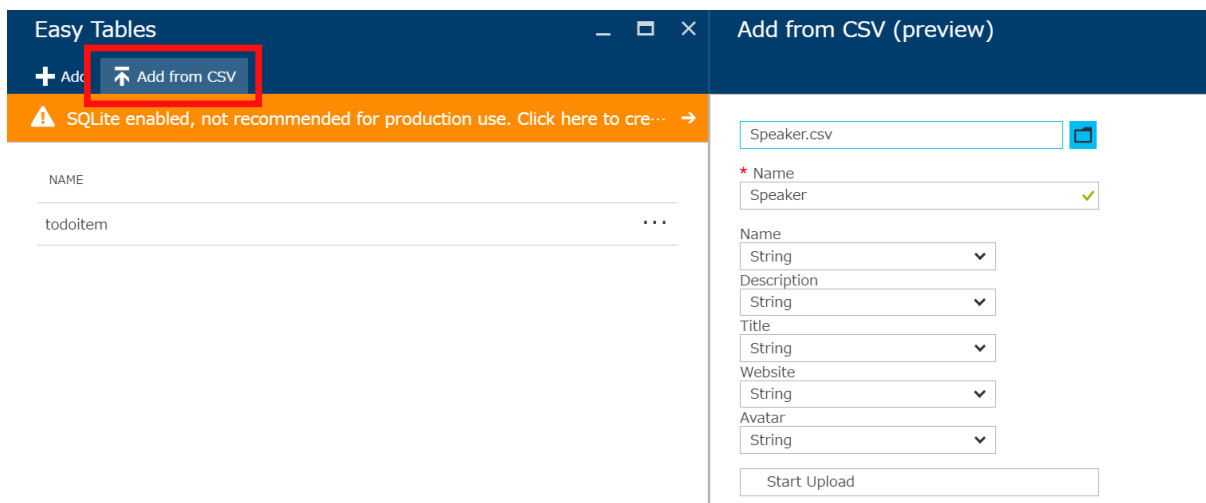 Easy Tables
Add
Add from CSV
SQLite enabled, not recommended for production use. Click here to cre···
NAME
todoitem
Add from CSV (preview)
Speaker.csv
* Name
Speaker
Name
String
Description
String
Title
String
Website
String
Avatar
String
Start Upload